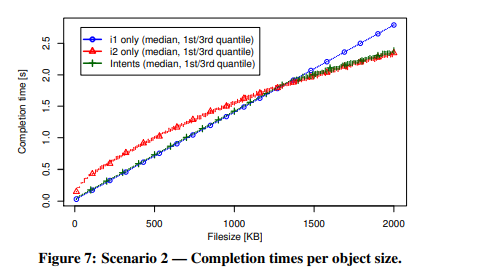 i1 only (median, 1st/3rd quantile)
i2 only (median, 1st/3rd quantile)
Intents (median, 1st/3rd quantile)
Completion time [s]
2.5
2.0
1.5
1.0
0.5
0.0
0 500 1000 1500 2000
Filesize [KB]
Figure 7: Scenario 2 — Completion times per object size.